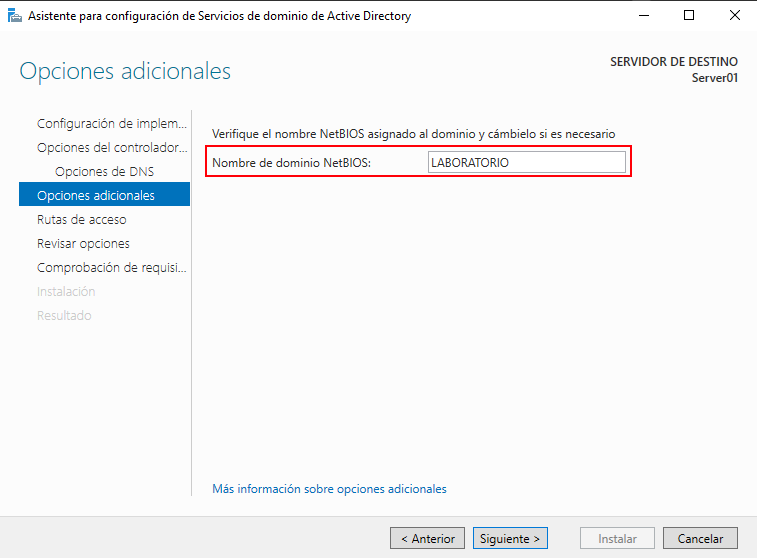 Asistente para configuración de Servicios de dominio de Active Directory
Opciones adicionales
SERVIDOR DE DESTINO
Server01
Configuración de implem...
Opciones del controlador...
Opciones de DNS
Opciones adicionales
Rutas de acceso
Revisar opciones
Comprobación de requisi...
Instalación
Resultado
Verifique el nombre NetBIOS asignado al dominio y cámbielo si es necesario
Nombre de dominio NetBIOS: LABORATORIO
Más información sobre opciones adicionales
< Anterior Siguiente > Instalar Cancelar